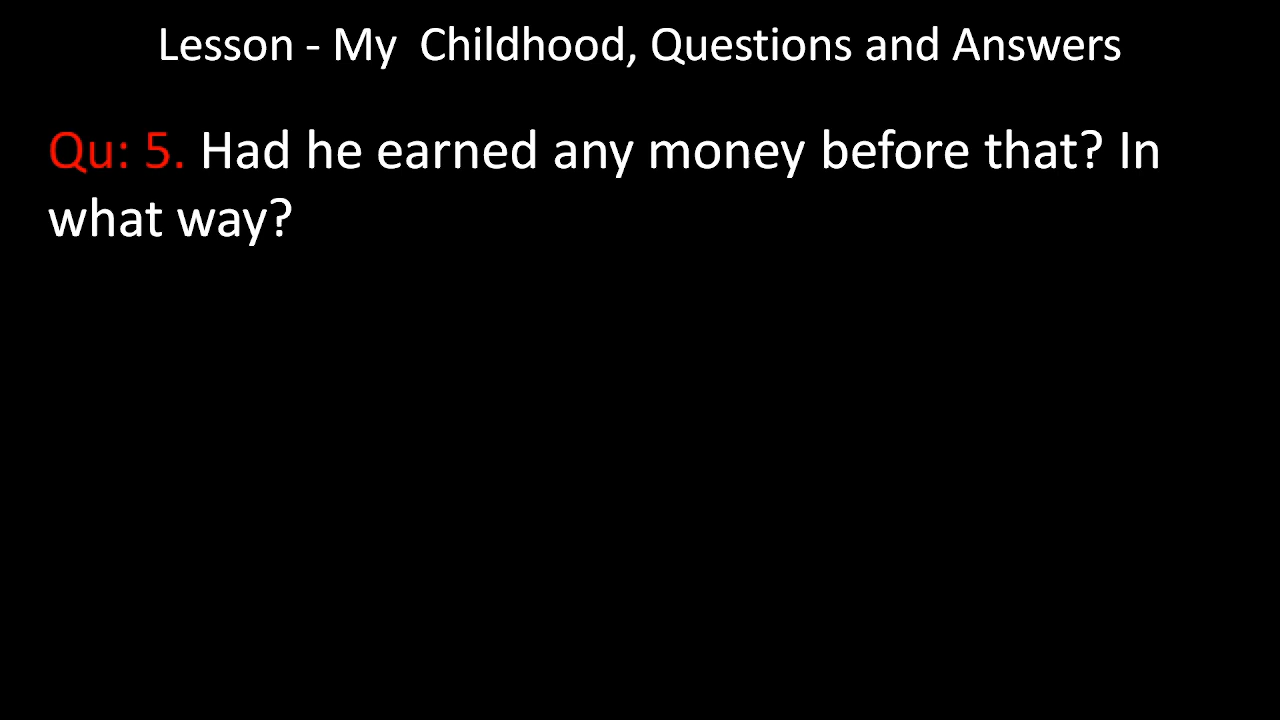 Lesson - My  Childhood, Questions and Answers
Qu: 5. Had he earned any money before that? In
what way?